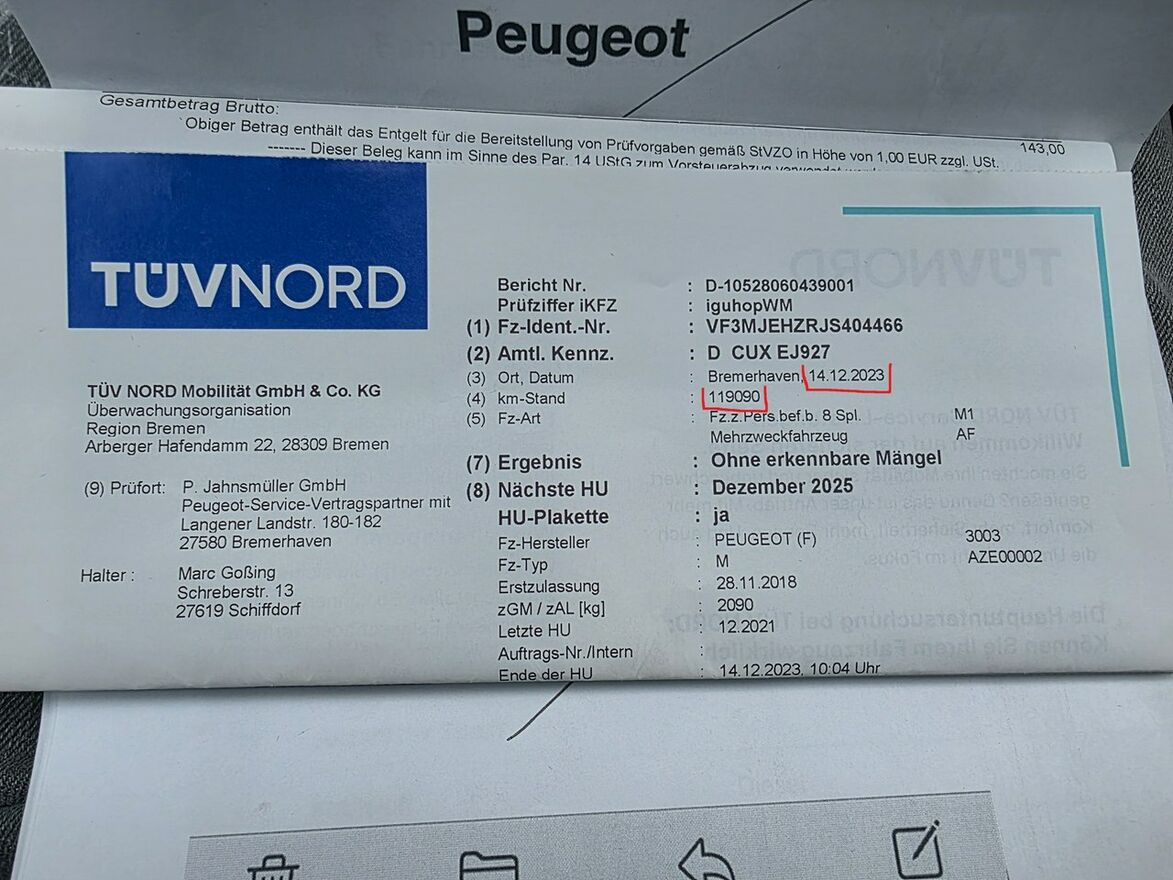 Peugeot
Gesamtbetrag Brutto:
Obiger Betrag enthält das Entgelt für die Bereitstellung von Prüfvorgaben gemäß StVZO in Höhe von 1,00 EUR zzgl. USt.
143,00
------- Dieser Beleg kann im Sinne des Par. 14 UStG zum Vorsteuerabzug verwendet
TÜVNORD
TÜV NORD Mobilität GmbH & Co. KG
Überwachungsorganisation
Region Bremen
Arberger Hafendamm 22, 28309 Bremen
(9) Prüfort: P. Jahnsmüller GmbH
Peugeot-Service-Vertragspartner mit
Langener Landstr. 180-182
27580 Bremerhaven
Halter : Marc Goßing
Schreberstr. 13
27619 Schiffdorf
Bericht Nr. : D-10528060439001
Prüfziffer iKFZ : iguhopWM
(1) Fz-Ident.-Nr. : VF3MJEHZRJS404466
(2) Amtl. Kennz. : D CUX EJ927
(3) Ort, Datum : Bremerhaven, 14.12.2023
(4) km-Stand : 119090
(5) Fz-Art : Fz.z.Pers.bef.b. 8 Spl. M1
Mehrzweckfahrzeug AF
(7) Ergebnis : Ohne erkennbare Mängel
(8) Nächste HU : Dezember 2025
HU-Plakette : ja
Fz-Hersteller : PEUGEOT (F) 3003
Fz-Typ : M AZE00002
Erstzulassung : 28.11.2018
zGM / zAL [kg] : 2090
Letzte HU : 12.2021
Auftrags-Nr./Intern :
Ende der HU : 14.12.2023, 10:04 Uhr